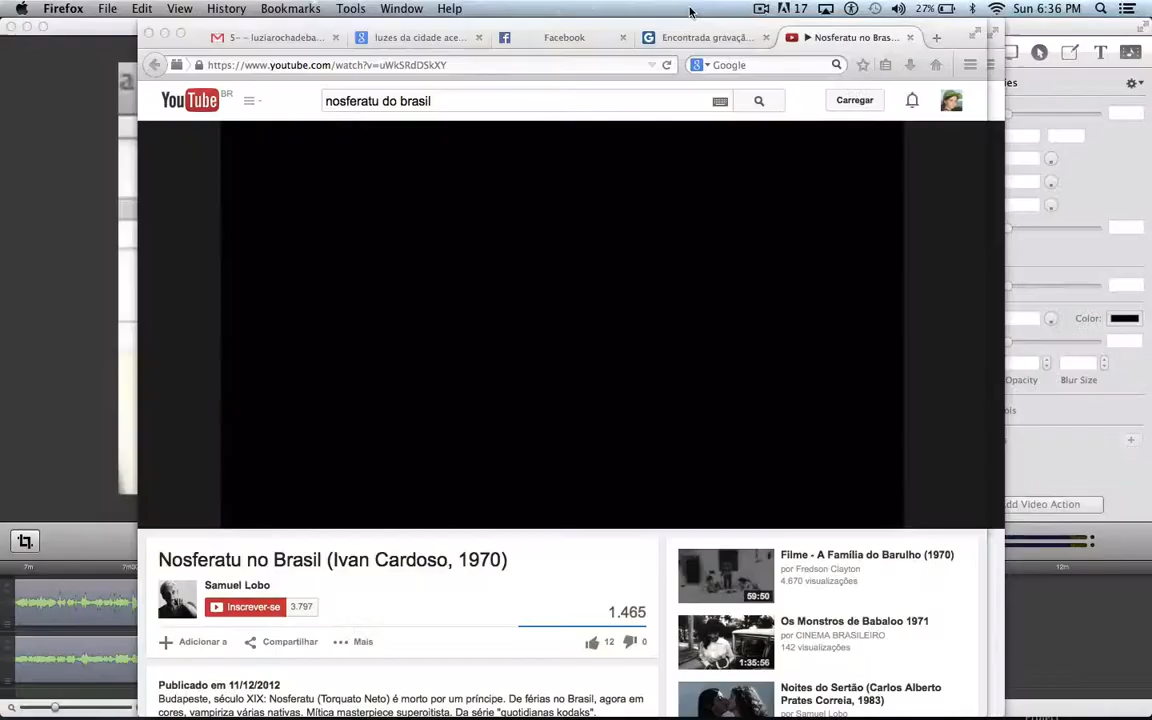 Firefox File Edit View History Bookmarks Tools Window Help 17 27% Sun 6:36 PM
S– – luziarochadeba... luzes da cidade ace... Facebook Encontrada gravaçã... ▶ Nosferatu no Bras...
https://www.youtube.com/watch?v=uWkSRdDSkXY Google
YouTube BR nosferatu do brasil Carregar
Color:
Opacity Blur Size
Add Video Action
7m 12m
Nosferatu no Brasil (Ivan Cardoso, 1970)
Samuel Lobo
Inscrever-se 3.797
1.465
Adicionar a Compartilhar Mais 12 0
Publicado em 11/12/2012
Budapeste, século XIX: Nosferatu (Torquato Neto) é morto por um príncipe. De férias no Brasil, agora em
cores, vampiriza várias nativas. Mítica masterpiece superoitista. Da série "quotidianas kodaks".
Filme - A Família do Barulho (1970)
por Fredson Clayton
4.670 visualizações
59:50
Os Monstros de Babaloo 1971
por CINEMA BRASILEIRO
142 visualizações
1:35:56
Noites do Sertão (Carlos Alberto
Prates Correia, 1983)
por Samuel Lobo